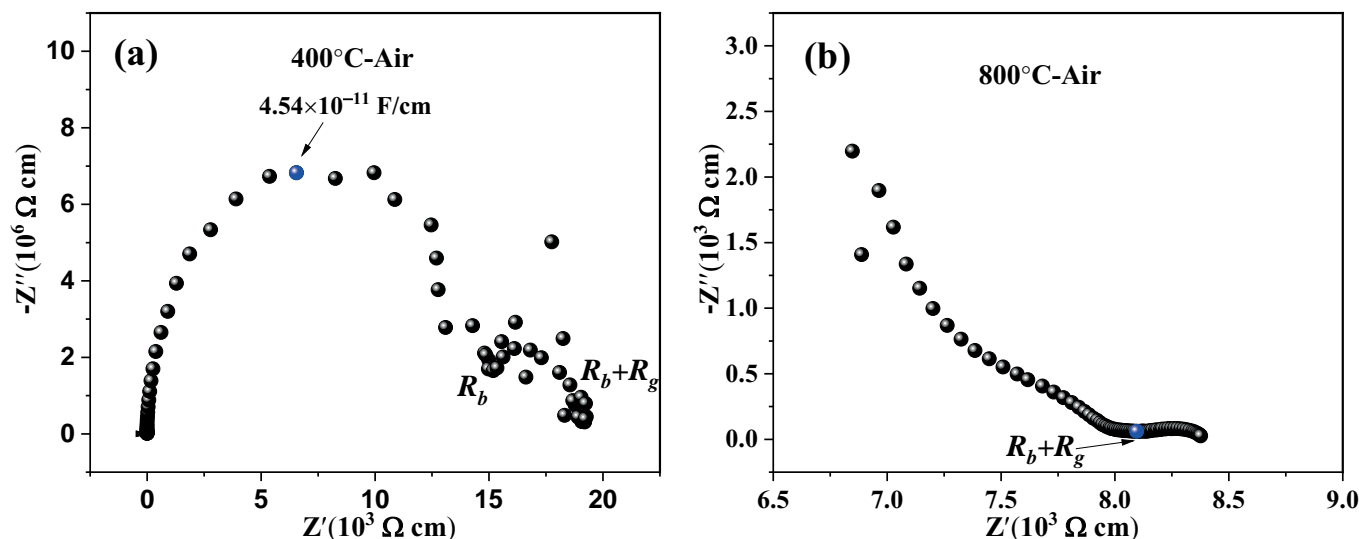 (a)
400°C-Air
4.54×10⁻¹¹ F/cm
R_b
R_b+R_g
-Z″(10⁶ Ω cm)
10
8
6
4
2
0
0 5 10 15 20
Z′(10³ Ω cm)
(b)
800°C-Air
R_b+R_g
-Z″(10³ Ω cm)
3.0
2.5
2.0
1.5
1.0
0.5
0.0
6.5 7.0 7.5 8.0 8.5 9.0
Z′(10³ Ω cm)